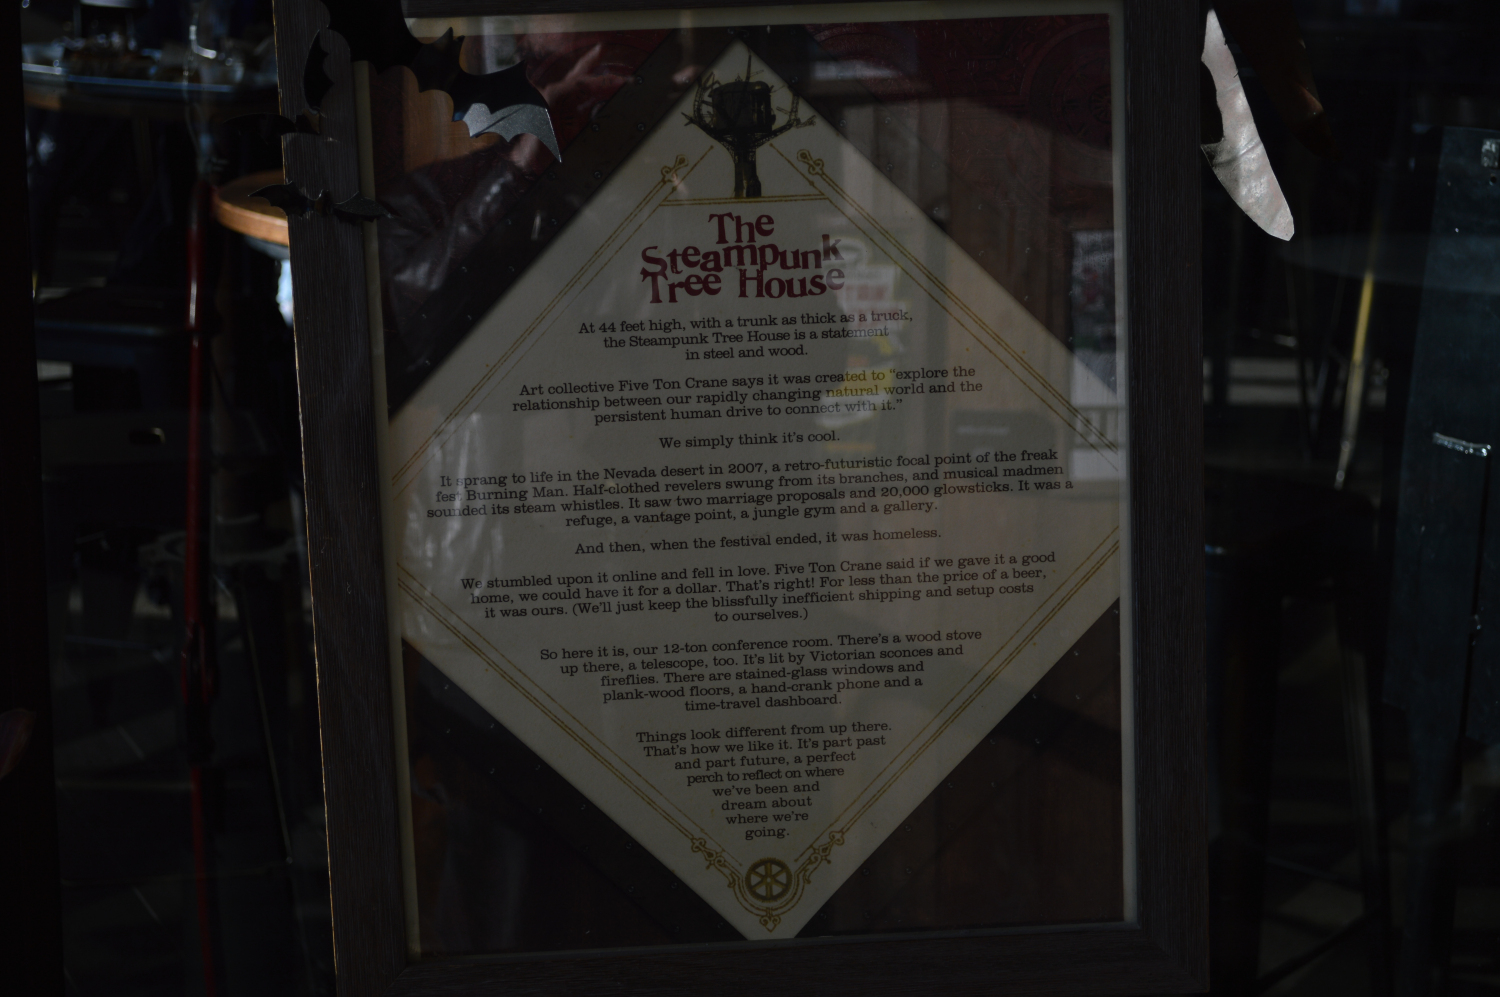 The
Steampunk
Tree House
At 44 feet high, with a trunk as thick as a truck,
the Steampunk Tree House is a statement
in steel and wood.
Art collective Five Ton Crane says it was created to "explore the
relationship between our rapidly changing natural world and the
persistent human drive to connect with it."
We simply think it's cool.
It sprang to life in the Nevada desert in 2007, a retro-futuristic focal point of the freak
fest Burning Man. Half-clothed revelers swung from its branches, and musical madmen
sounded its steam whistles. It saw two marriage proposals and 20,000 glowsticks. It was a
refuge, a vantage point, a jungle gym and a gallery.
And then, when the festival ended, it was homeless.
We stumbled upon it online and fell in love. Five Ton Crane said if we gave it a good
home, we could have it for a dollar. That's right! For less than the price of a beer,
it was ours. (We'll just keep the blissfully inefficient shipping and setup costs
to ourselves.)
So here it is, our 12-ton conference room. There's a wood stove
up there, a telescope, too. It's lit by Victorian sconces and
fireflies. There are stained-glass windows and
plank-wood floors, a hand-crank phone and a
time-travel dashboard.
Things look different from up there.
That's how we like it. It's part past
and part future, a perfect
perch to reflect on where
we've been and
dream about
where we're
going.